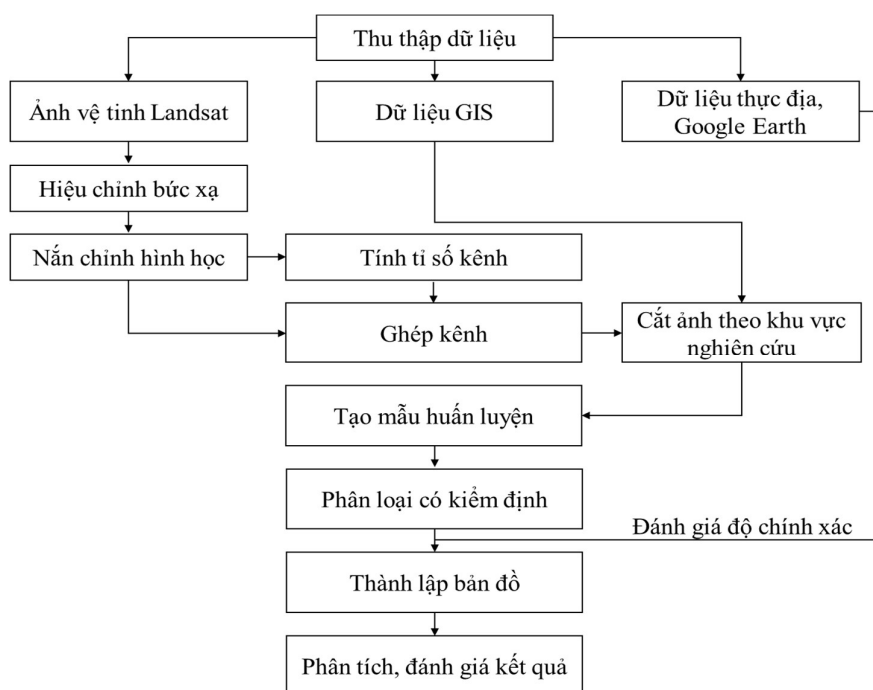 Thu thập dữ liệu
Ảnh vệ tinh Landsat
Dữ liệu GIS
Dữ liệu thực địa,
Google Earth
Hiệu chỉnh bức xạ
Nắn chỉnh hình học
Tính tỉ số kênh
Ghép kênh
Cắt ảnh theo khu vực
nghiên cứu
Tạo mẫu huấn luyện
Phân loại có kiểm định
Đánh giá độ chính xác
Thành lập bản đồ
Phân tích, đánh giá kết quả